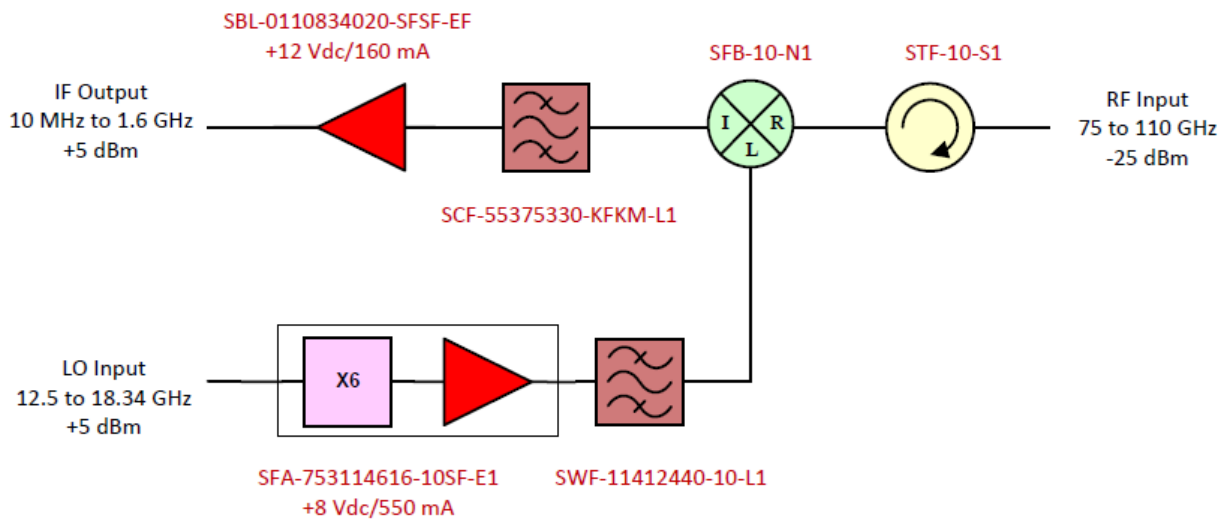 SBL-0110834020-SFSF-EF
+12 Vdc/160 mA
SFB-10-N1
STF-10-S1
IF Output
10 MHz to 1.6 GHz
+5 dBm
I
R
L
RF Input
75 to 110 GHz
-25 dBm
SCF-55375330-KFKM-L1
LO Input
12.5 to 18.34 GHz
+5 dBm
X6
SFA-753114616-10SF-E1
+8 Vdc/550 mA
SWF-11412440-10-L1